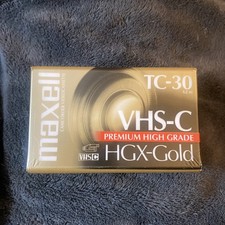 maxell
TC-30
VHS-C
PREMIUM HIGH GRADE
HGX-Gold
VHS C